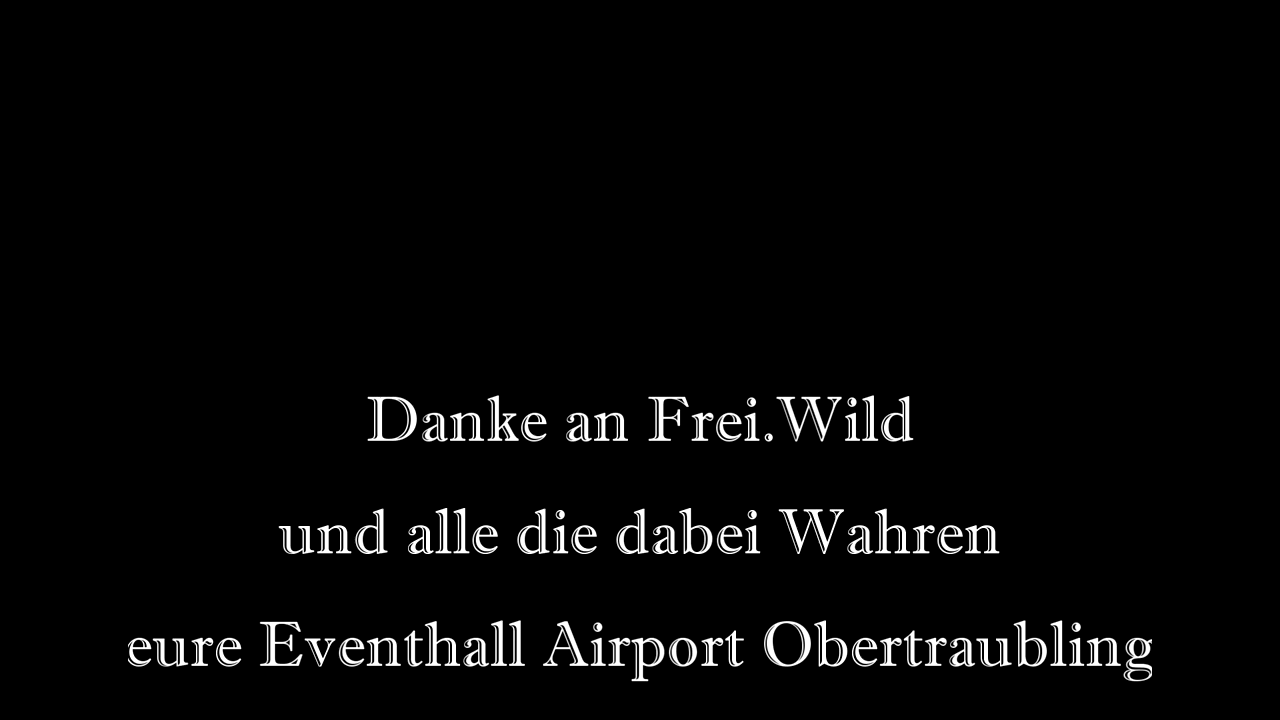 Danke an Frei.Wild
und alle die dabei Wahren
eure Eventhall Airport Obertraubling